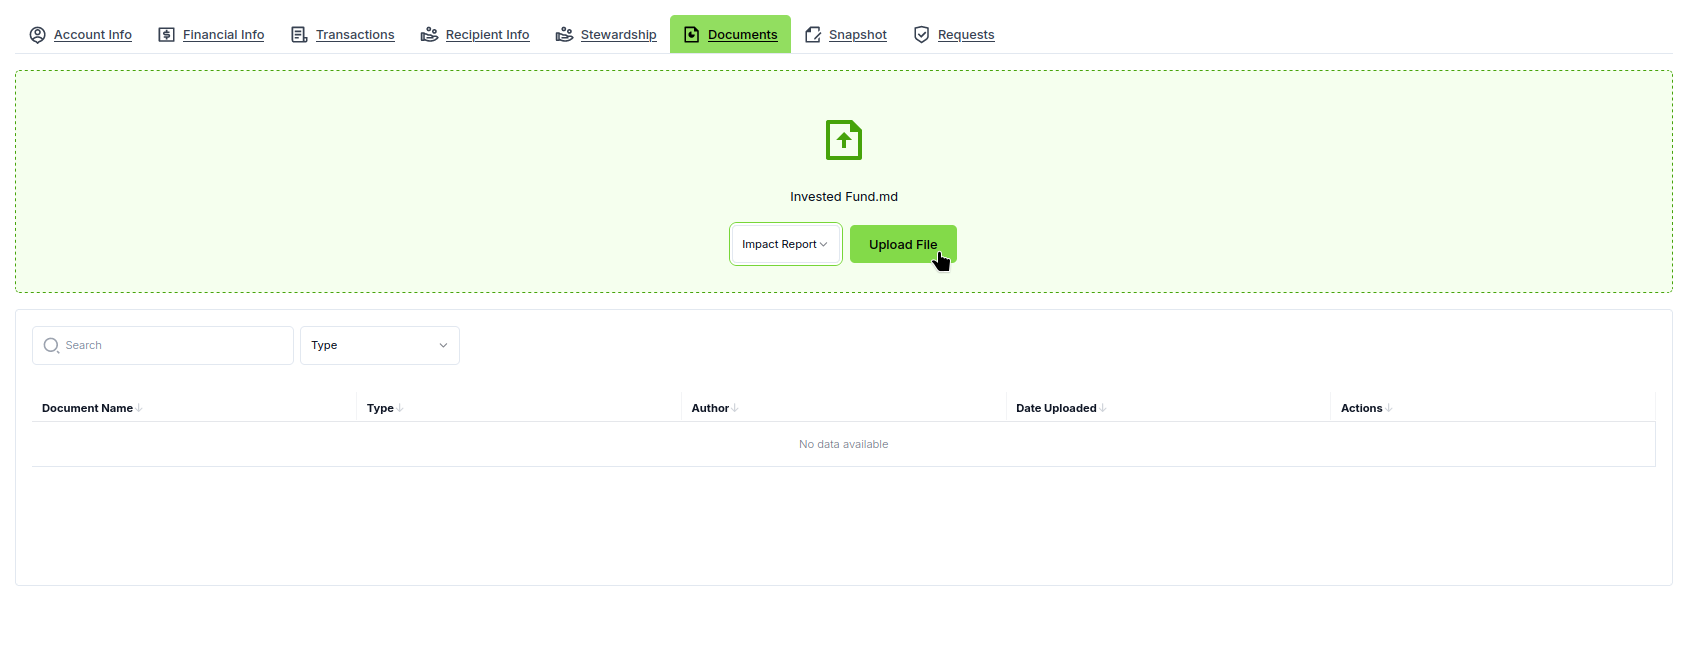 Account Info Financial Info Transactions Recipient Info Stewardship Documents Snapshot Requests
Invested Fund.md
Impact Report Upload File
Search Type
Document Name Type Author Date Uploaded Actions
No data available